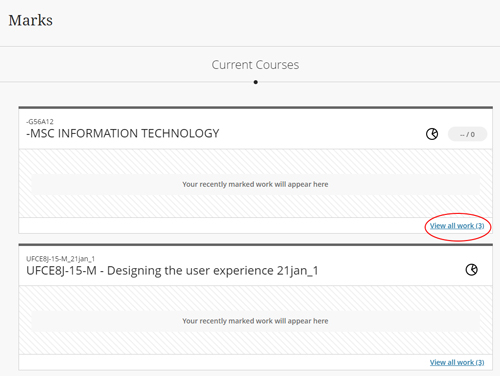 Marks
Current Courses
-G56A12
-MSC INFORMATION TECHNOLOGY
-- / 0
Your recently marked work will appear here
View all work (3)
UFCE8J-15-M_21jan_1
UFCE8J-15-M - Designing the user experience 21jan_1
Your recently marked work will appear here
View all work (3)